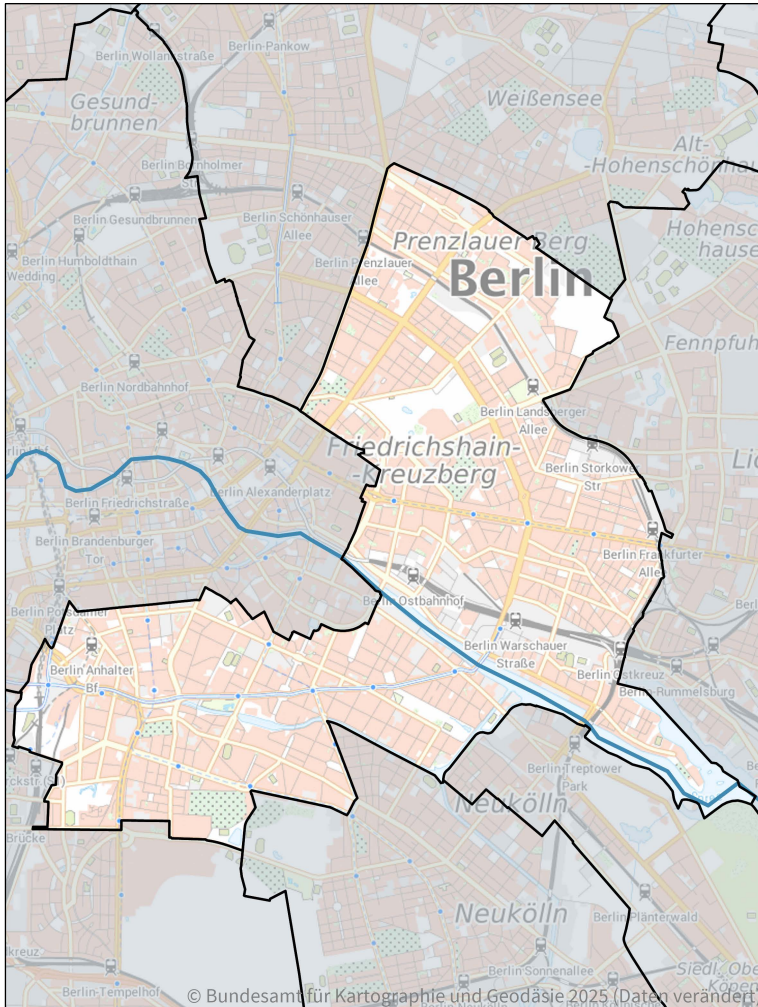 Berlin-Pankow
Berlin Wollankstraße
Gesund-
brunnen
Weißensee
Alt-
-Hohenschönhau
Berlin Bornholmer
Str
Berlin Gesundbrunnen
Berlin Schönhauser
Allee
Hohensc
hause
Prenzlauer Berg
Berlin
Berlin Humboldthain
Wedding
Berlin Prenzlauer
Allee
Fennpfuh
Berlin Nordbahnhof
Berlin Landsberger
Allee
Friedrichshain-
-Kreuzberg
Berlin Storkower
Str
Berlin Alexanderplatz
Berlin Friedrichstraße
Berlin Brandenburger
Tor
Berlin Frankfurter
Allee
Berlin Ostbahnhof
Berlin Potsdamer
Platz
Berlin Warschauer
Straße
Berlin Anhalter
Bf
Berlin Ostkreuz
Berlin-Rummelsburg
Berlin Treptower
Park
Neukölln
Brücke
Neukölln
Berlin Plänterwald
Berlin Sonnenallee
Siedl. Obe
Berlin-Tempelhof
© Bundesamt für Kartographie und Geodäsie 2025 (Daten verändert